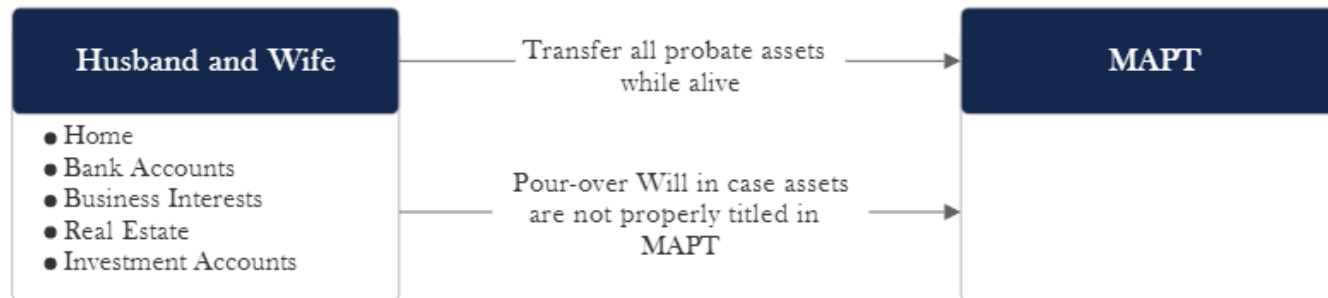 Husband and Wife
Transfer all probate assets
while alive
MAPT
● Home
● Bank Accounts
● Business Interests
● Real Estate
● Investment Accounts
Pour-over Will in case assets
are not properly titled in
MAPT